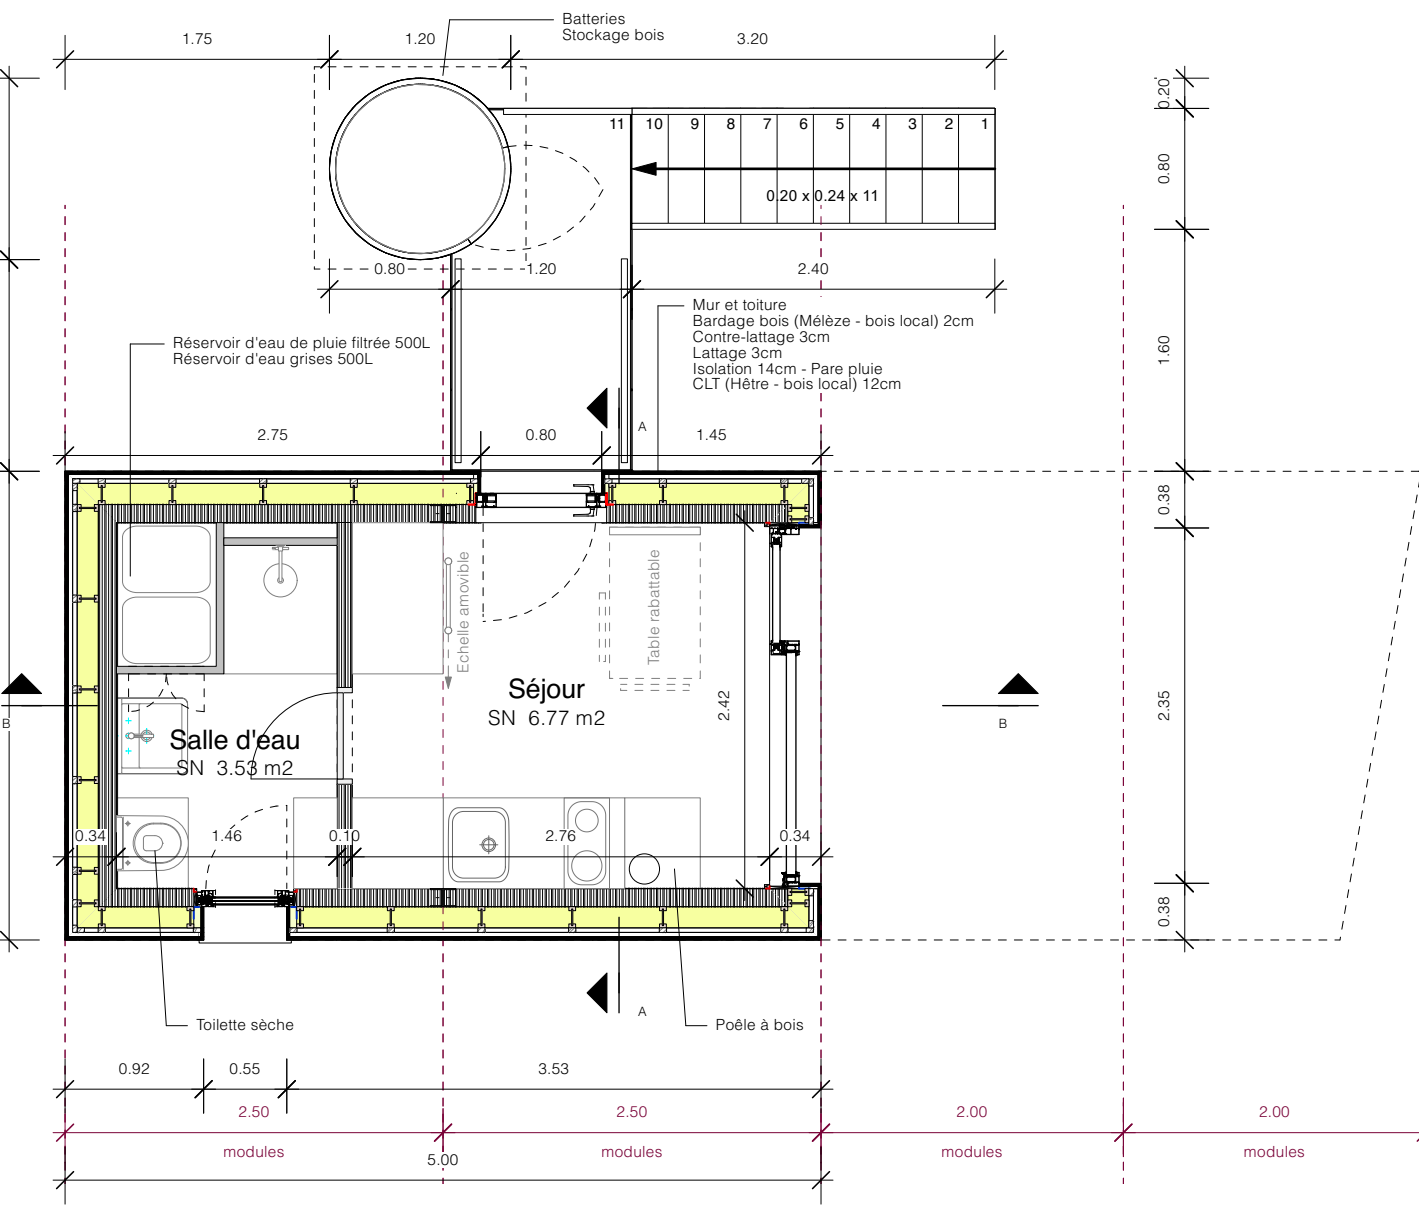 Batteries
Stockage bois
1.75
1.20
3.20
0.20
11 10 9 8 7 6 5 4 3 2 1
0.80
0.20 x 0.24 x 11
0.80
1.20
2.40
Mur et toiture
Bardage bois (Mélèze - bois local) 2cm
Contre-lattage 3cm
Lattage 3cm
Isolation 14cm - Pare pluie
CLT (Hêtre - bois local) 12cm
Réservoir d'eau de pluie filtrée 500L
Réservoir d'eau grises 500L
1.60
2.75
0.80
A
1.45
0.38
Echelle amovible
Table rabattable
Séjour
SN 6.77 m2
2.42
2.35
B
B
Salle d'eau
SN 3.53 m2
0.34
1.46
0.10
2.76
0.34
0.38
A
Toilette sèche
Poêle à bois
0.92
0.55
3.53
2.50
2.50
2.00
2.00
modules
modules
modules
modules
5.00